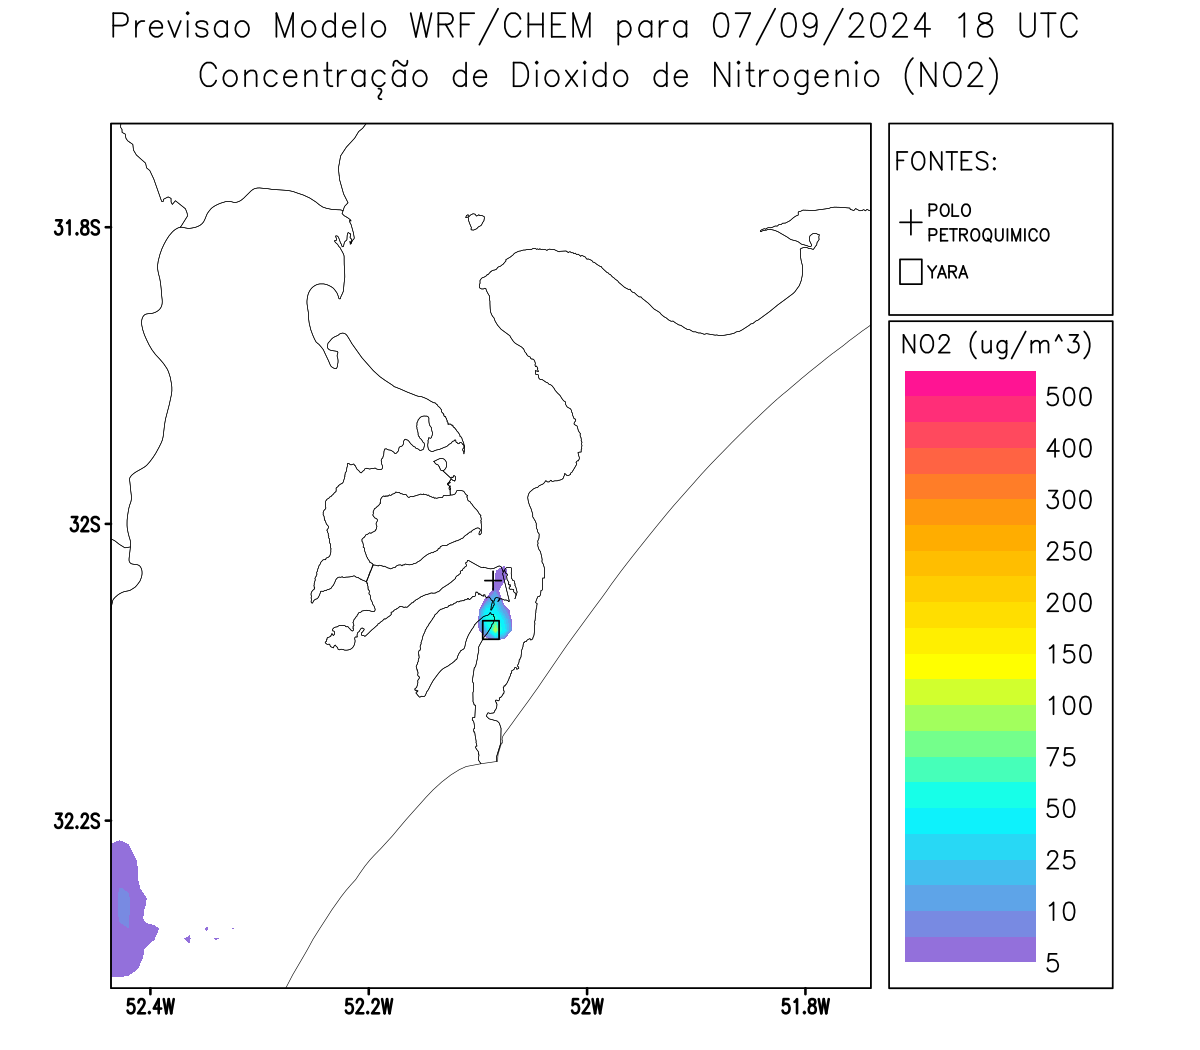 Previsao Modelo WRF/CHEM para 07/09/2024 18 UTC
Concentração de Dioxido de Nitrogenio (NO2)
FONTES:
POLO
PETROQUIMICO
YARA
NO2 (ug/m^3)
500
400
300
250
200
150
100
75
50
25
10
5
31.8S
32S
32.2S
52.4W
52.2W
52W
51.8W